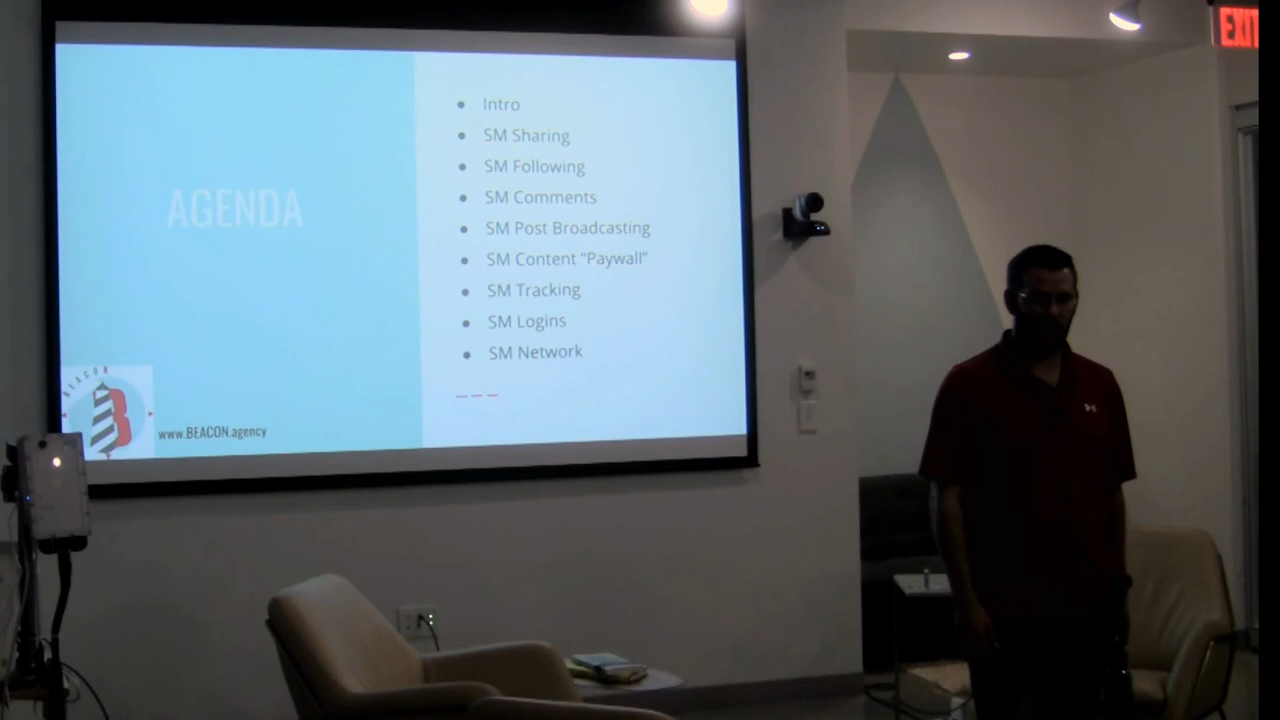 AGENDA
Intro
SM Sharing
SM Following
SM Comments
SM Post Broadcasting
SM Content “Paywall”
SM Tracking
SM Logins
SM Network
BEACON
B
www.BEACON.agency
EXIT